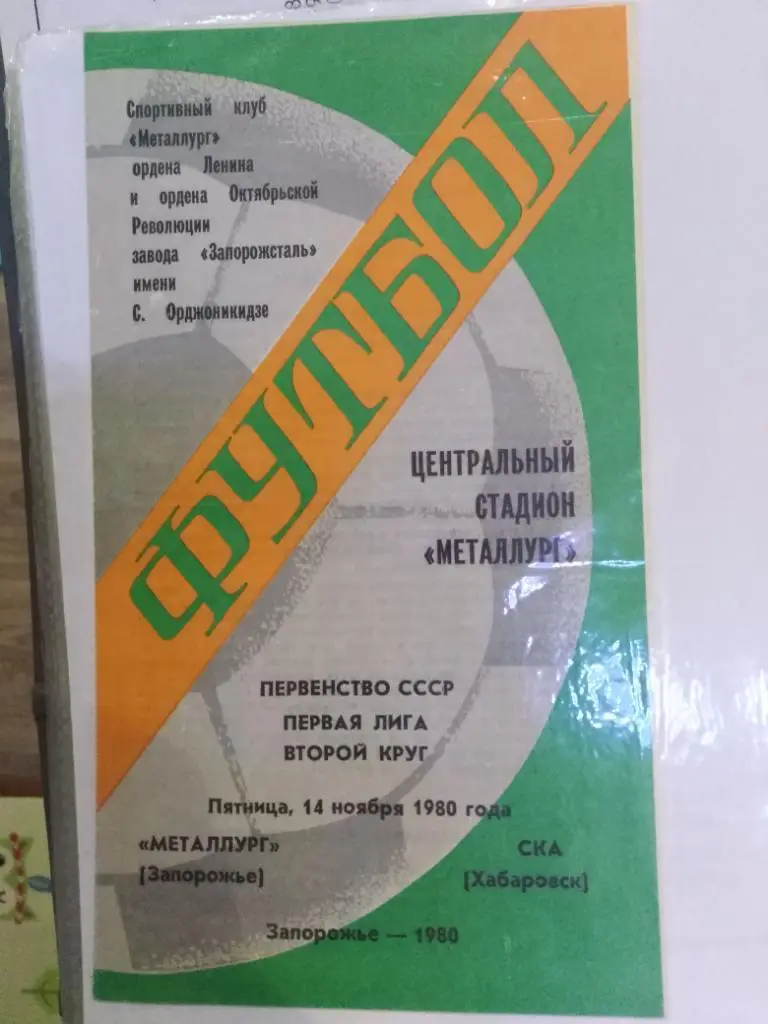 Спортивный клуб
«Металлург»
ордена Ленина
и ордена Октябрьской
Революции
завода «Запорожсталь»
имени
С. Орджоникидзе
ФУТБОЛ
ЦЕНТРАЛЬНЫЙ
СТАДИОН
«МЕТАЛЛУРГ»
ПЕРВЕНСТВО СССР
ПЕРВАЯ ЛИГА
ВТОРОЙ КРУГ
Пятница, 14 ноября 1980 года
«МЕТАЛЛУРГ» СКА
(Запорожье) (Хабаровск)
Запорожье — 1980